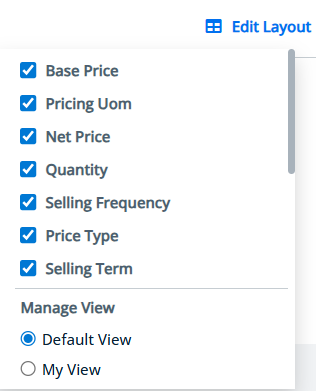 Edit Layout
Base Price
Pricing Uom
Net Price
Quantity
Selling Frequency
Price Type
Selling Term
Manage View
Default View
My View